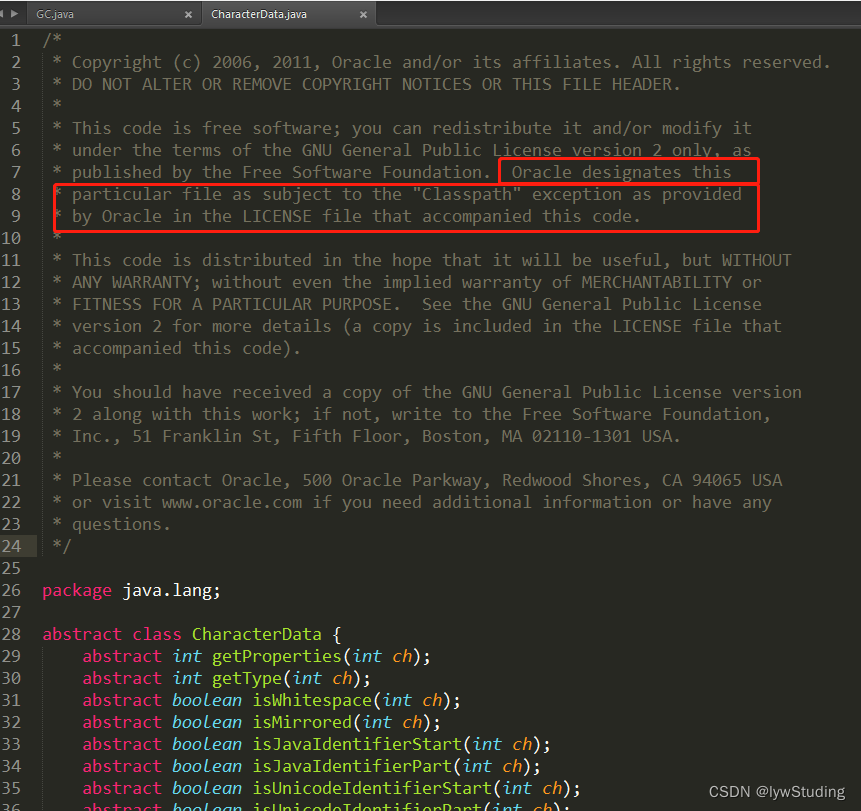 GC.java × CharacterData.java ×
1 /*
2 * Copyright (c) 2006, 2011, Oracle and/or its affiliates. All rights reserved.
3 * DO NOT ALTER OR REMOVE COPYRIGHT NOTICES OR THIS FILE HEADER.
4 *
5 * This code is free software; you can redistribute it and/or modify it
6 * under the terms of the GNU General Public License version 2 only, as
7 * published by the Free Software Foundation.  Oracle designates this
8 * particular file as subject to the "Classpath" exception as provided
9 * by Oracle in the LICENSE file that accompanied this code.
10 *
11 * This code is distributed in the hope that it will be useful, but WITHOUT
12 * ANY WARRANTY; without even the implied warranty of MERCHANTABILITY or
13 * FITNESS FOR A PARTICULAR PURPOSE.  See the GNU General Public License
14 * version 2 for more details (a copy is included in the LICENSE file that
15 * accompanied this code).
16 *
17 * You should have received a copy of the GNU General Public License version
18 * 2 along with this work; if not, write to the Free Software Foundation,
19 * Inc., 51 Franklin St, Fifth Floor, Boston, MA 02110-1301 USA.
20 *
21 * Please contact Oracle, 500 Oracle Parkway, Redwood Shores, CA 94065 USA
22 * or visit www.oracle.com if you need additional information or have any
23 * questions.
24 */
25
26 package java.lang;
27
28 abstract class CharacterData {
29 abstract int getProperties(int ch);
30 abstract int getType(int ch);
31 abstract boolean isWhitespace(int ch);
32 abstract boolean isMirrored(int ch);
33 abstract boolean isJavaIdentifierStart(int ch);
34 abstract boolean isJavaIdentifierPart(int ch);
35 abstract boolean isUnicodeIdentifierStart(int ch);
36 abstract boolean isUnicodeIdentifierPart(int ch);
CSDN @lywStuding